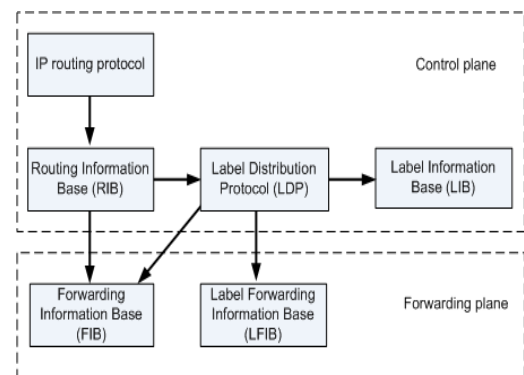 IP routing protocol
Control plane
Routing Information
Base (RIB)
Label Distribution
Protocol (LDP)
Label Information
Base (LIB)
Forwarding
Information Base
(FIB)
Label Forwarding
Information Base
(LFIB)
Forwarding plane